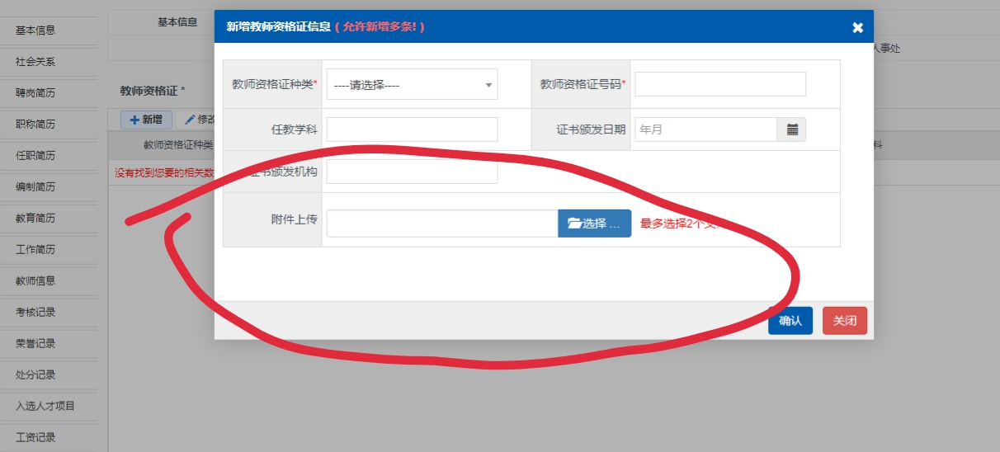 基本信息
社会关系
聘岗简历
职称简历
任职简历
编制简历
教育简历
工作简历
教师信息
考核记录
荣誉记录
处分记录
入选人才项目
工资记录
基本信息
人事处
教师资格证 *
新增
修改
教师资格证种类
料
没有找到您要的相关数
新增教师资格证信息 ( 允许新增多条! )
教师资格证种类* ----请选择---- 教师资格证号码*
任教学科 证书颁发日期 年月
证书颁发机构
附件上传 选择 ... 最多选择2个文
确认 关闭